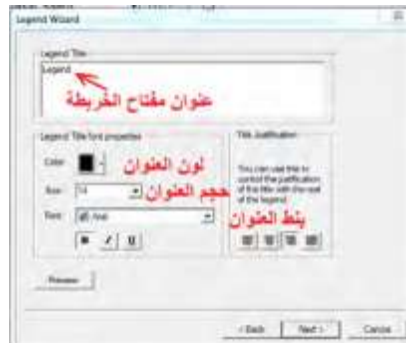 Legend Wizard
Legend Title
Legend
عنوان مفتاح الخريطة
Legend Title font properties
Title Justification
Color:
لون العنوان
You can use this to
control the justification
of the title with the rest
of the legend.
Size:
14
حجم العنوان
Font:
Arial
بنط العنوان
B I U
Preview
< Back
Next >
Cancel